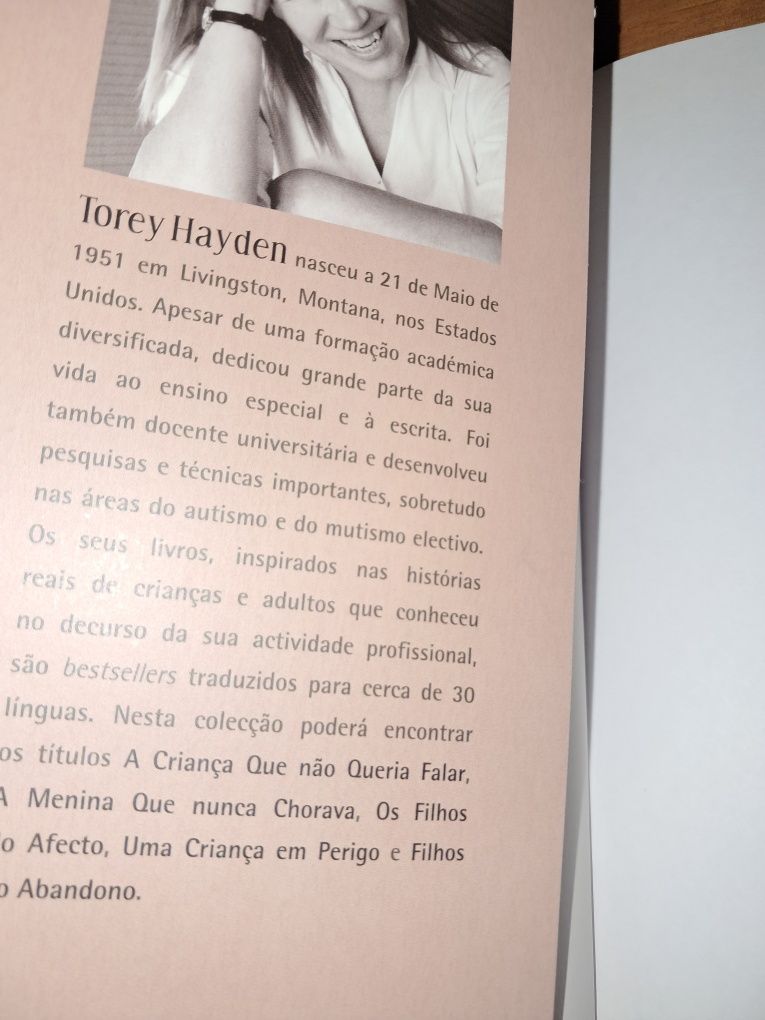 Torey Hayden nasceu a 21 de Maio de
1951 em Livingston, Montana, nos Estados
Unidos. Apesar de uma formação académica
diversificada, dedicou grande parte da sua
vida ao ensino especial e à escrita. Foi
também docente universitária e desenvolveu
pesquisas e técnicas importantes, sobretudo
nas áreas do autismo e do mutismo electivo.
Os seus livros, inspirados nas histórias
reais de crianças e adultos que conheceu
no decurso da sua actividade profissional,
são bestsellers traduzidos para cerca de 30
línguas. Nesta colecção poderá encontrar
os títulos A Criança Que não Queria Falar,
A Menina Que nunca Chorava, Os Filhos
o Afecto, Uma Criança em Perigo e Filhos
o Abandono.